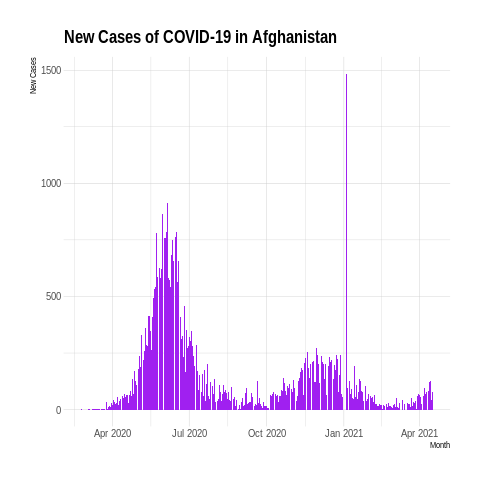 New Cases of COVID-19 in Afghanistan
New Cases
1500
1000
500
0
Apr 2020 Jul 2020 Oct 2020 Jan 2021 Apr 2021
Month